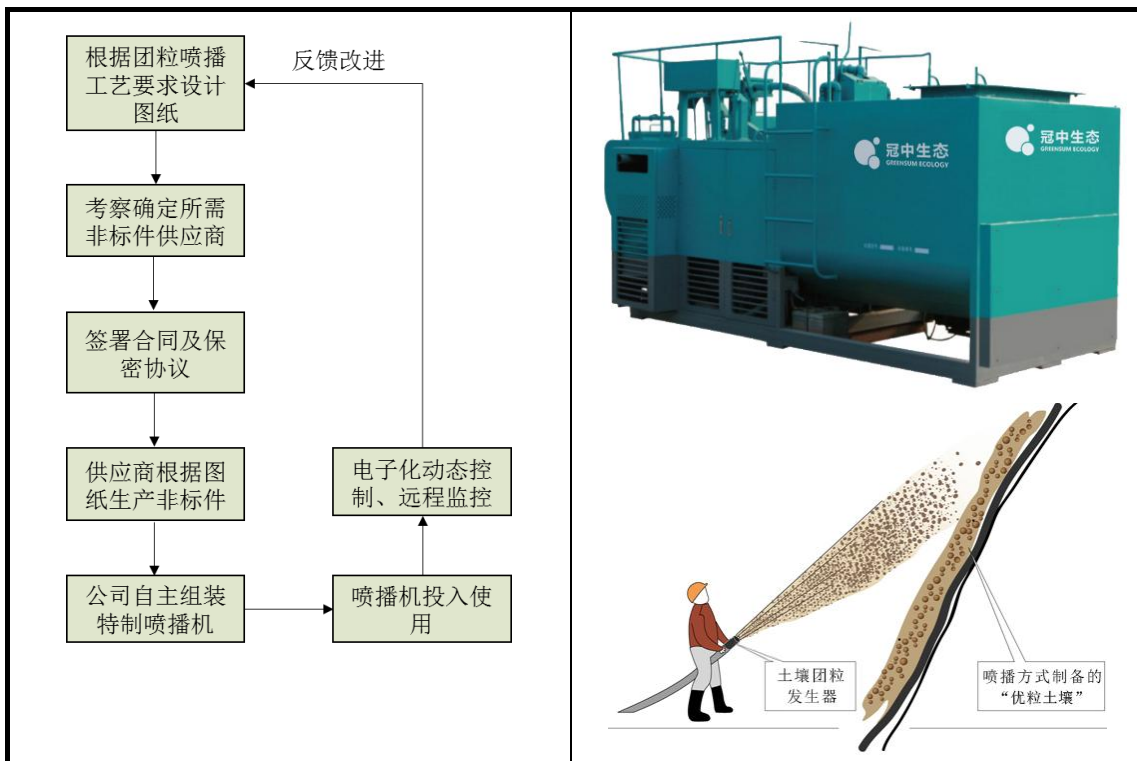 根据团粒喷播
工艺要求设计
图纸
反馈改进
考察确定所需
非标件供应商
签署合同及保
密协议
供应商根据图
纸生产非标件
公司自主组装
特制喷播机
喷播机投入使
用
电子化动态控
制、远程监控
冠中生态
GREENSUM ECOLOGY
冠中生态
GREENSUM ECOLOGY
土壤团粒
发生器
喷播方式制备的
“优粒土壤”